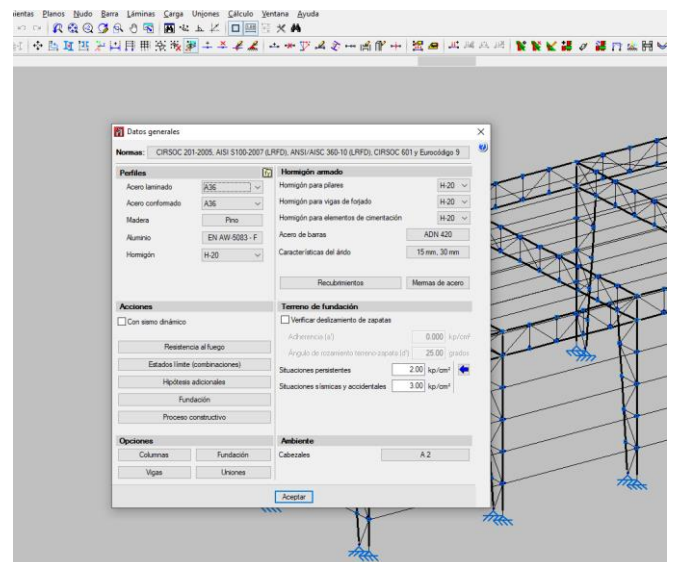 ientas Planos Nudo Barra Láminas Carga Uniones Cálculo Ventana Ayuda
Datos generales
Normas: CIRSOC 201-2005, AISI S100-2007 (LRFD), ANSI/AISC 360-10 (LRFD), CIRSOC 601 y Eurocódigo 9
Perfiles
Acero laminado A36
Acero conformado A36
Madera Pino
Aluminio EN AW-5083 - F
Hormigón H-20
Hormigón armado
Hormigón para pilares H-20
Hormigón para vigas de forjado H-20
Hormigón para elementos de cimentación H-20
Acero de barras ADN 420
Características del árido 15 mm, 30 mm
Recubrimientos Mermas de acero
Acciones
Con sismo dinámico
Resistencia al fuego
Estados límite (combinaciones)
Hipótesis adicionales
Fundación
Proceso constructivo
Terreno de fundación
Verificar deslizamiento de zapatas
Adherencia (a') 0.000 kp/cm²
Ángulo de rozamiento terreno zapata (d') 25.00 grados
Situaciones persistentes 2.00 kp/cm²
Situaciones sísmicas y accidentales 3.00 kp/cm²
Opciones
Columnas Fundación
Vigas Uniones
Ambiente
Cabezales A.2
Aceptar